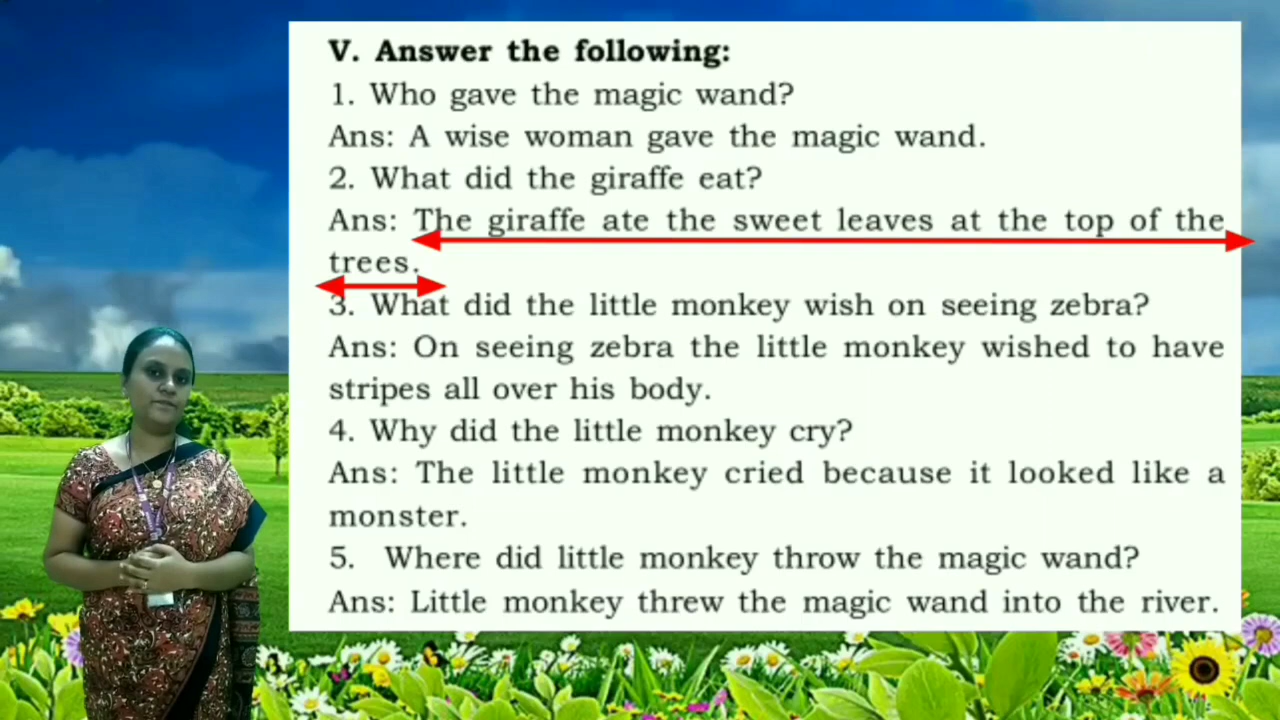 V. Answer the following:
1. Who gave the magic wand?
Ans: A wise woman gave the magic wand.
2. What did the giraffe eat?
Ans: The giraffe ate the sweet leaves at the top of the
trees.
3. What did the little monkey wish on seeing zebra?
Ans: On seeing zebra the little monkey wished to have
stripes all over his body.
4. Why did the little monkey cry?
Ans: The little monkey cried because it looked like a
monster.
5. Where did little monkey throw the magic wand?
Ans: Little monkey threw the magic wand into the river.